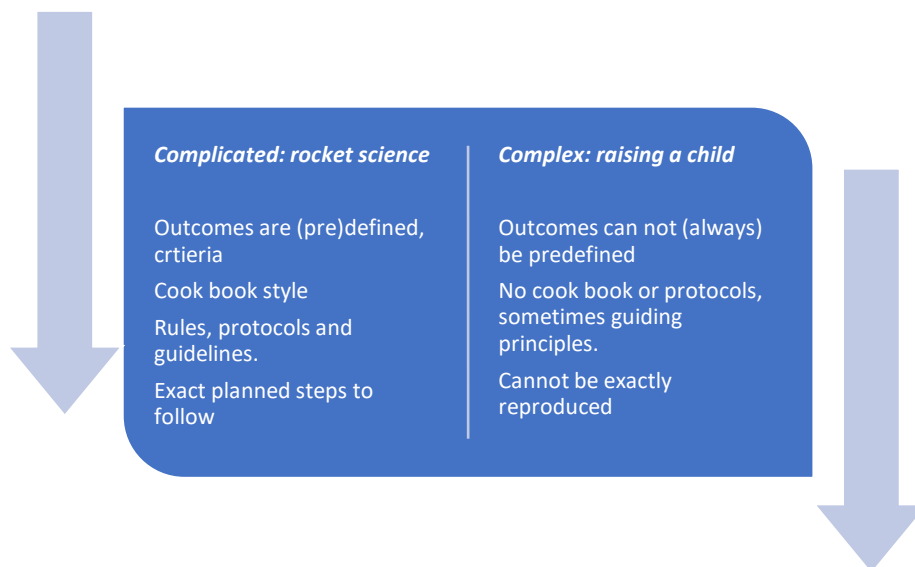 Complicated: rocket science
Outcomes are (pre)defined,
crtieria
Cook book style
Rules, protocols and
guidelines.
Exact planned steps to
follow
Complex: raising a child
Outcomes can not (always)
be predefined
No cook book or protocols,
sometimes guiding
principles.
Cannot be exactly
reproduced